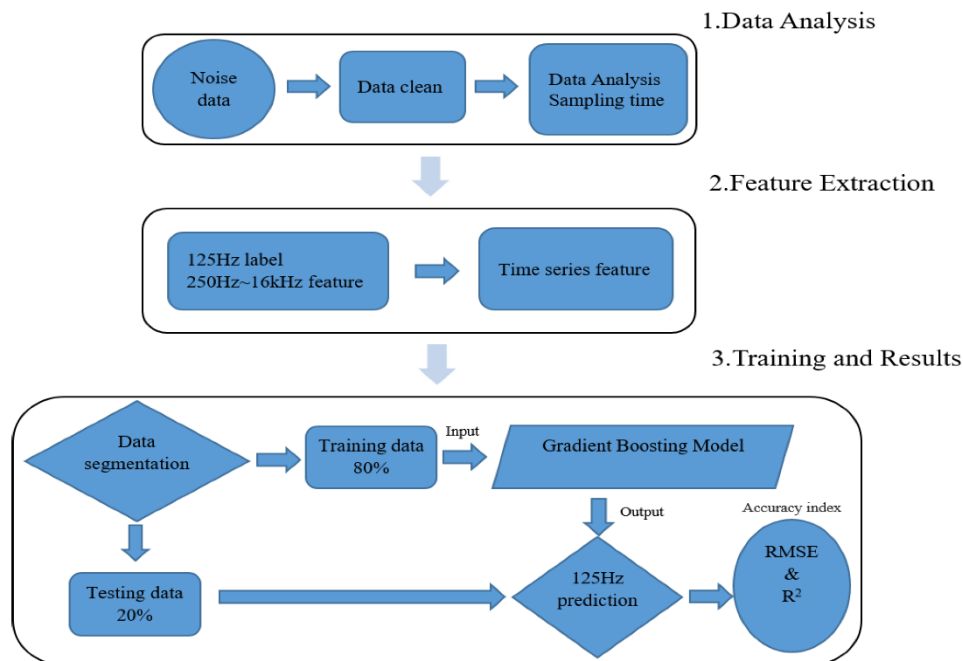 1.Data Analysis
Noise
data
Data clean
Data Analysis
Sampling time
2.Feature Extraction
125Hz label
250Hz~16kHz feature
Time series feature
3.Training and Results
Data
segmentation
Training data
80%
Input
Gradient Boosting Model
Output
Accuracy index
Testing data
20%
125Hz
prediction
RMSE
&
R²